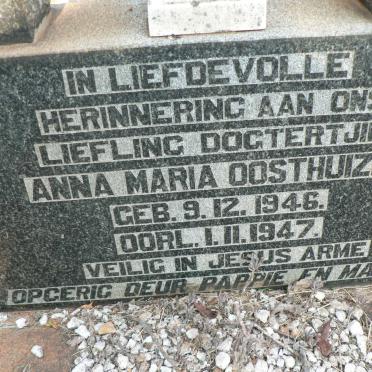 IN LIEFDEVOLLE
HERINNERING AAN ONS
LIEFLING DOGTERTJIE
ANNA MARIA OOSTHUIZ
GEB. 9. 12. 1946.
OORL. 1. 11. 1947.
VEILIG IN JESUS ARME
OPGERIG DEUR PAPPIE EN MA